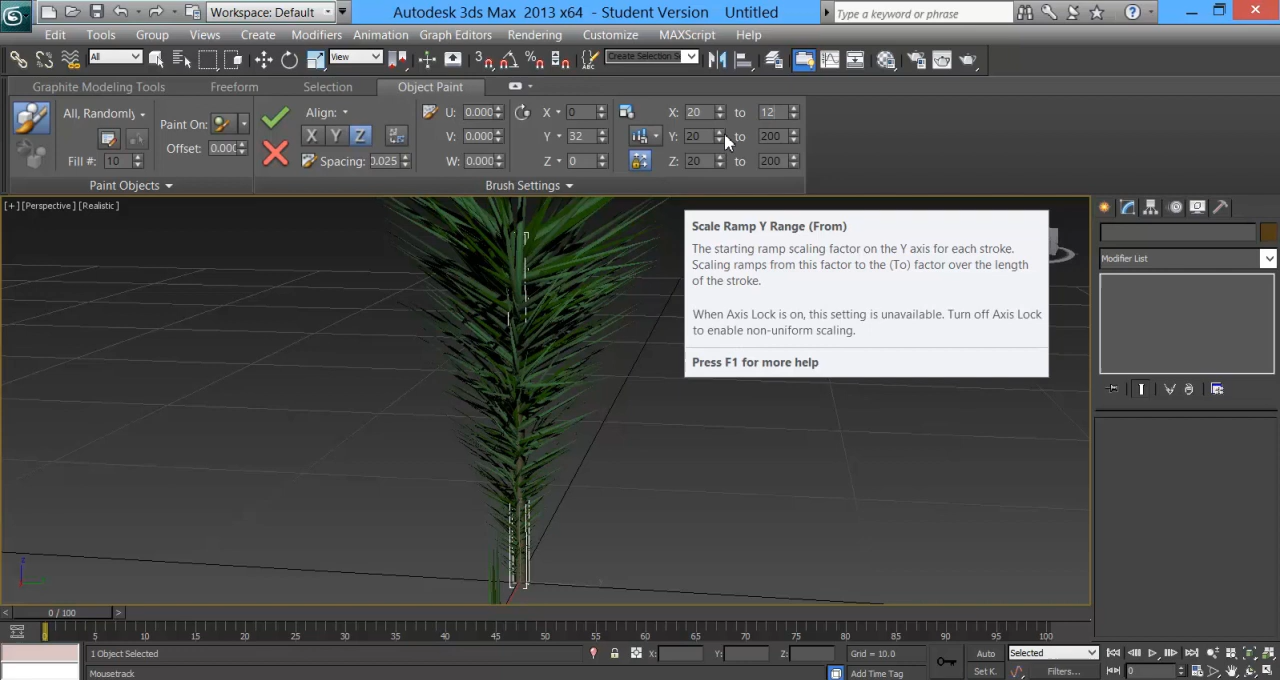 Workspace: Default
Autodesk 3ds Max 2013 x64 - Student Version Untitled
Type a keyword or phrase
Edit Tools Group Views Create Modifiers Animation Graph Editors Rendering Customize MAXScript Help
All
View
3
Create Selection S
ABC
Graphite Modeling Tools Freeform Selection Object Paint
All, Randomly Paint On: Align: U: 0.000 X 0 X: 20 to 12
X Y Z V: 0.000 Y 32 Y: 20 to 200
Offset: 0.000
Fill #: 10 Spacing: 0.025 W: 0.000 Z 0 Z: 20 to 200
Paint Objects Brush Settings
[+] [Perspective] [Realistic]
Scale Ramp Y Range (From)
The starting ramp scaling factor on the Y axis for each stroke.
Scaling ramps from this factor to the (To) factor over the length
of the stroke.
When Axis Lock is on, this setting is unavailable. Turn off Axis Lock
to enable non-uniform scaling.
Press F1 for more help
Modifier List
z
< 0 / 100 >
0 5 10 15 20 25 30 35 40 45 50 55 60 65 70 75 80 85 90 95 100
1 Object Selected X: Y: Z: Grid = 10.0 Auto Selected
Mousetrack Add Time Tag Set K. Filters... 0